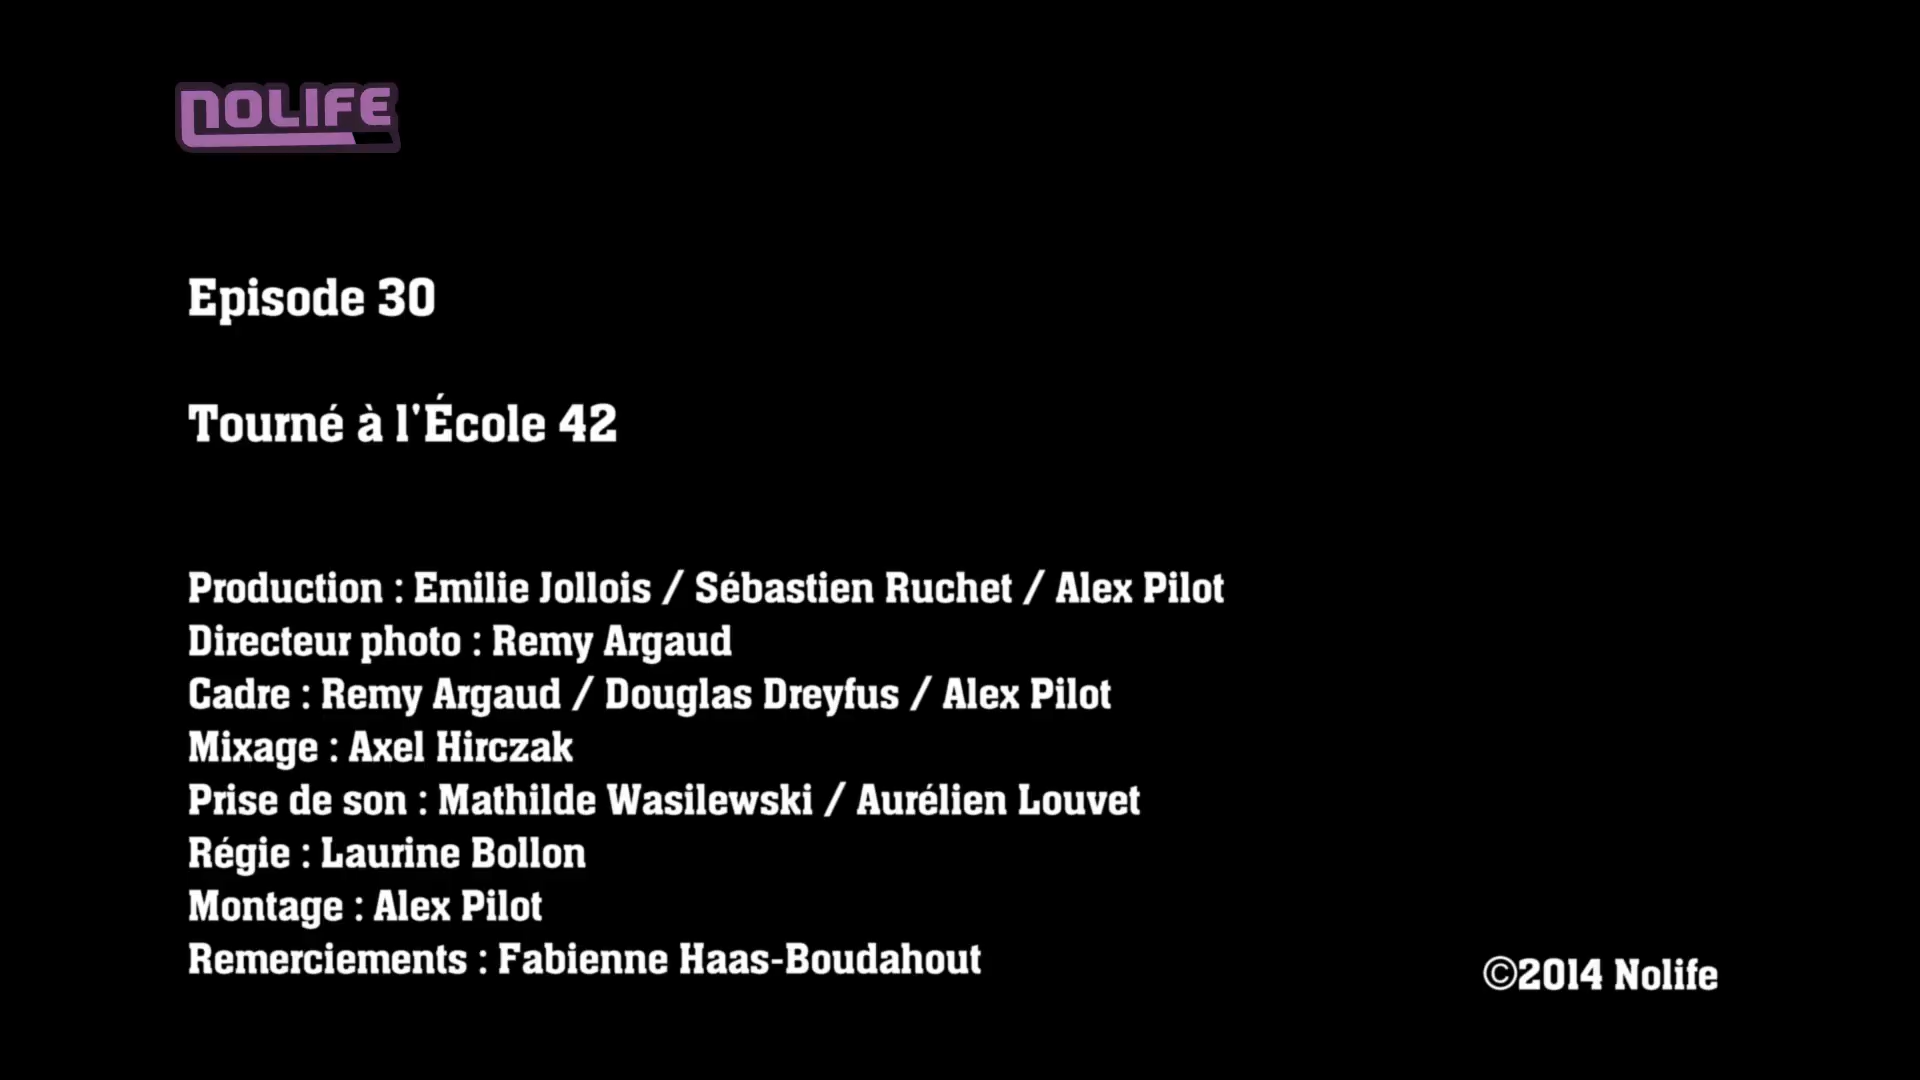 NOLIFE
Episode 30
Tourné à l'École 42
Production : Emilie Jollois / Sébastien Ruchet / Alex Pilot
Directeur photo : Remy Argaud
Cadre : Remy Argaud / Douglas Dreyfus / Alex Pilot
Mixage : Axel Hirczak
Prise de son : Mathilde Wasilewski / Aurélien Louvet
Régie : Laurine Bollon
Montage : Alex Pilot
Remerciements : Fabienne Haas-Boudahout
©2014 Nolife